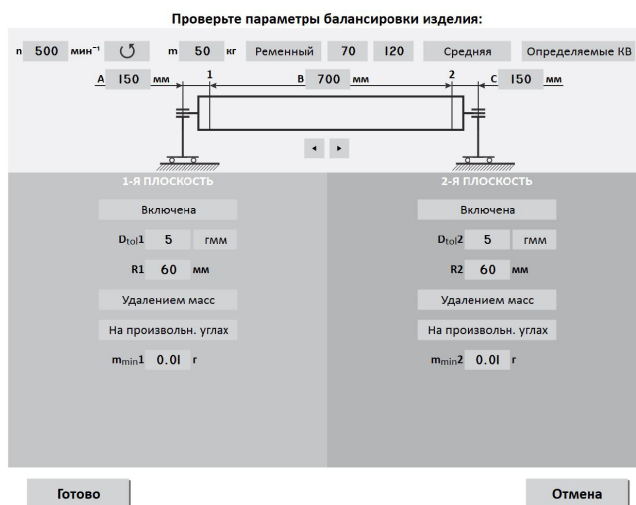 Проверьте параметры балансировки изделия:
n 500 мин⁻¹ m 50 кг Ременный 70 120 Средняя Определяемые КВ
A 150 мм 1 B 700 мм 2 C 150 мм
1-Я ПЛОСКОСТЬ 2-Я ПЛОСКОСТЬ
Включена Включена
Dtol1 5 гмм Dtol2 5 гмм
R1 60 мм R2 60 мм
Удалением масс Удалением масс
На произвольн. углах На произвольн. углах
mmin1 0.01 г mmin2 0.01 г
Готово Отмена